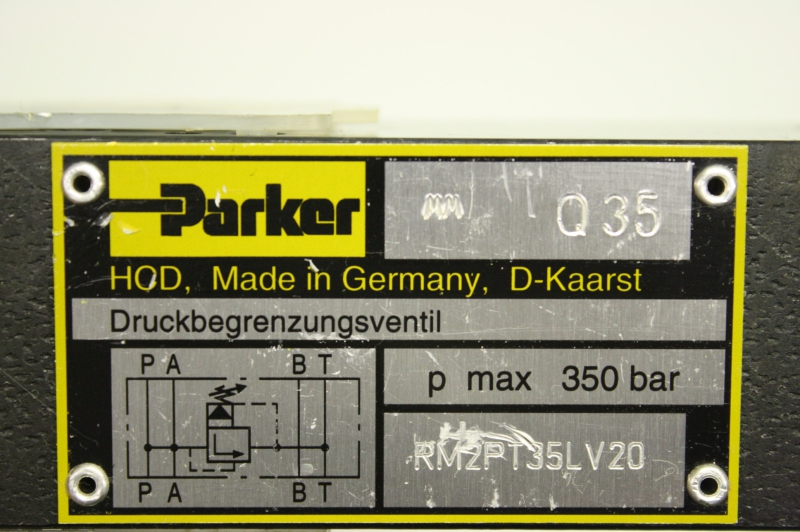 Parker
Q35
HCD, Made in Germany, D-Kaarst
Druckbegrenzungsventil
P A B T
p max 350 bar
RM2PT35LV20
P A B T